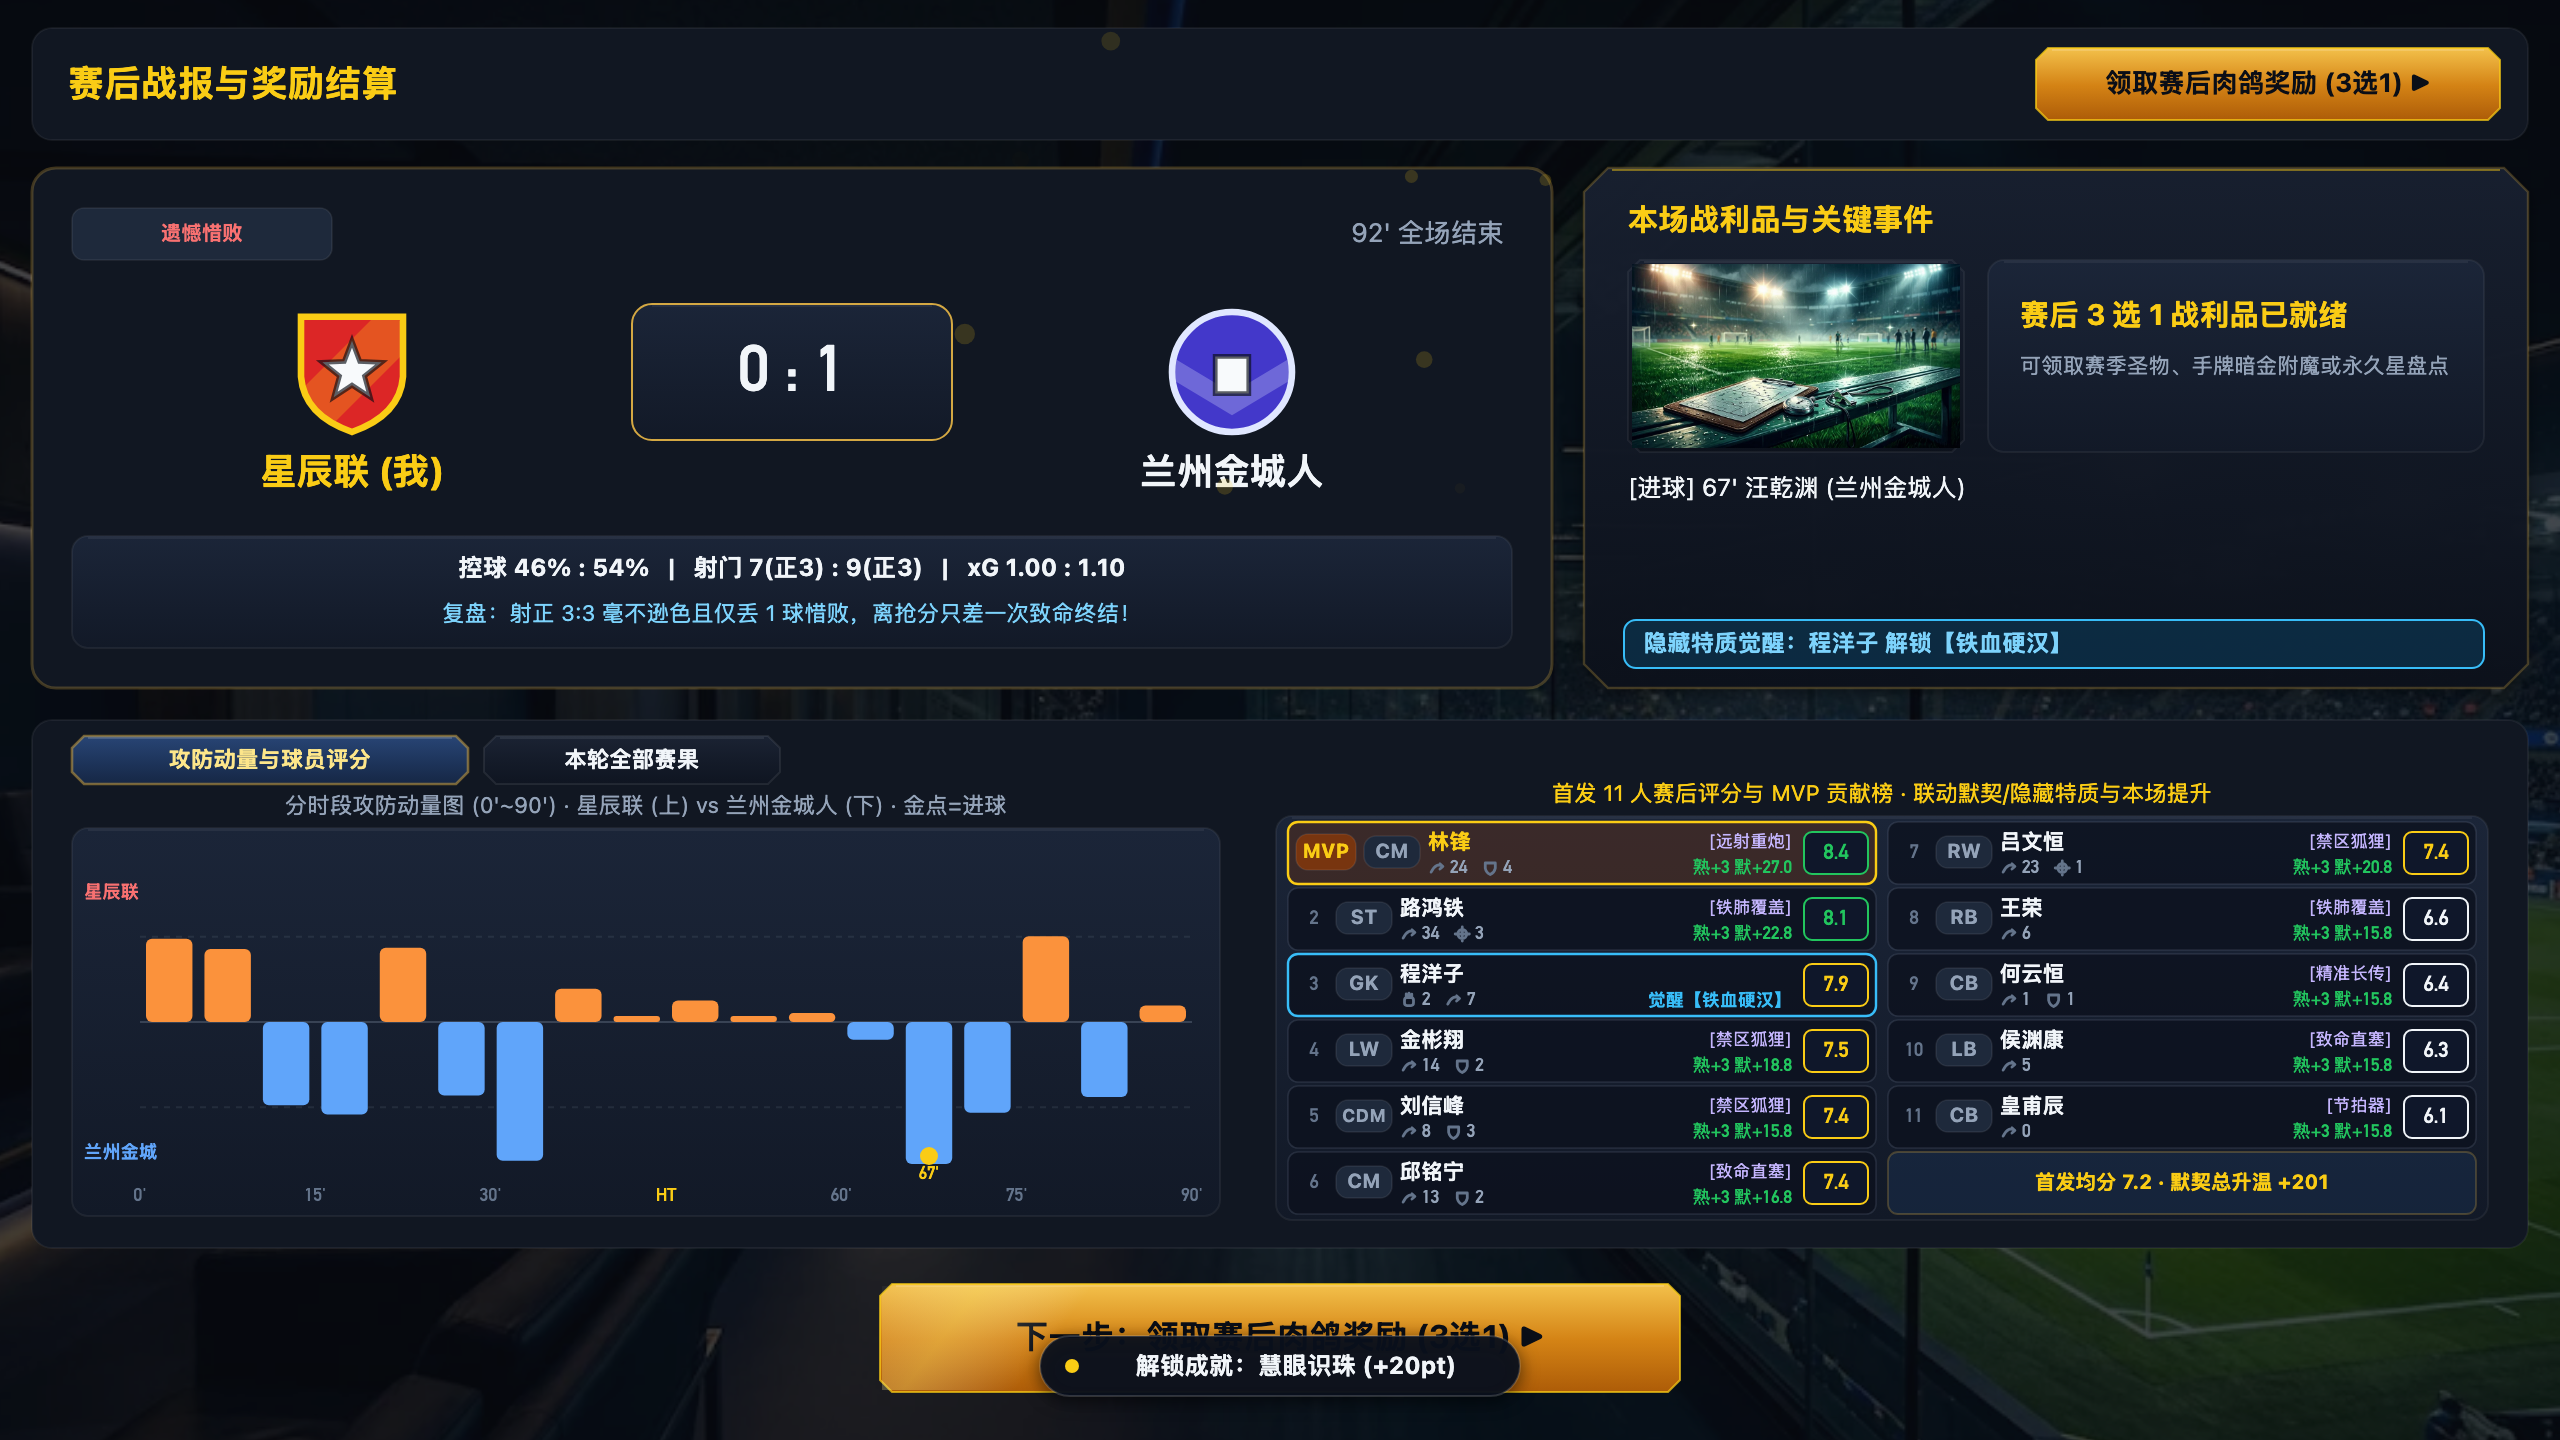 赛后战报与奖励结算
领取赛后肉鸽奖励 (3选1) ▶
遗憾惜败
92' 全场结束
0 : 1
星辰联 (我)
兰州金城人
控球 46% : 54% | 射门 7(正3) : 9(正3) | xG 1.00 : 1.10
复盘：射正 3:3 毫不逊色且仅丢 1 球惜败，离抢分只差一次致命终结！
本场战利品与关键事件
赛后 3 选 1 战利品已就绪
可领取赛季圣物、手牌暗金附魔或永久星盘点
[进球] 67' 汪乾渊 (兰州金城人)
隐藏特质觉醒：程洋子 解锁【铁血硬汉】
攻防动量与球员评分
本轮全部赛果
分时段攻防动量图 (0'~90') · 星辰联 (上) vs 兰州金城人 (下) · 金点=进球
星辰联
兰州金城
67'
0' 15' 30' HT 60' 75' 90'
首发 11 人赛后评分与 MVP 贡献榜 · 联动默契/隐藏特质与本场提升
MVP CM 林锋 [远射重炮] 8.4
24 4 熟+3 默+27.0
2 ST 路鸿铁 [铁肺覆盖] 8.1
34 3 熟+3 默+22.8
3 GK 程洋子 7.9
2 7 觉醒【铁血硬汉】
4 LW 金彬翔 [禁区狐狸] 7.5
14 2 熟+3 默+18.8
5 CDM 刘信峰 [禁区狐狸] 7.4
8 3 熟+3 默+15.8
6 CM 邱铭宁 [致命直塞] 7.4
13 2 熟+3 默+16.8
7 RW 吕文恒 [禁区狐狸] 7.4
23 1 熟+3 默+20.8
8 RB 王荣 [铁肺覆盖] 6.6
6 熟+3 默+15.8
9 CB 何云恒 [精准长传] 6.4
1 1 熟+3 默+15.8
10 LB 侯渊康 [致命直塞] 6.3
5 熟+3 默+15.8
11 CB 皇甫辰 [节拍器] 6.1
0 熟+3 默+15.8
首发均分 7.2 · 默契总升温 +201
下一步：领取赛后肉鸽奖励 (3选1) ▶
解锁成就：慧眼识珠 (+20pt)